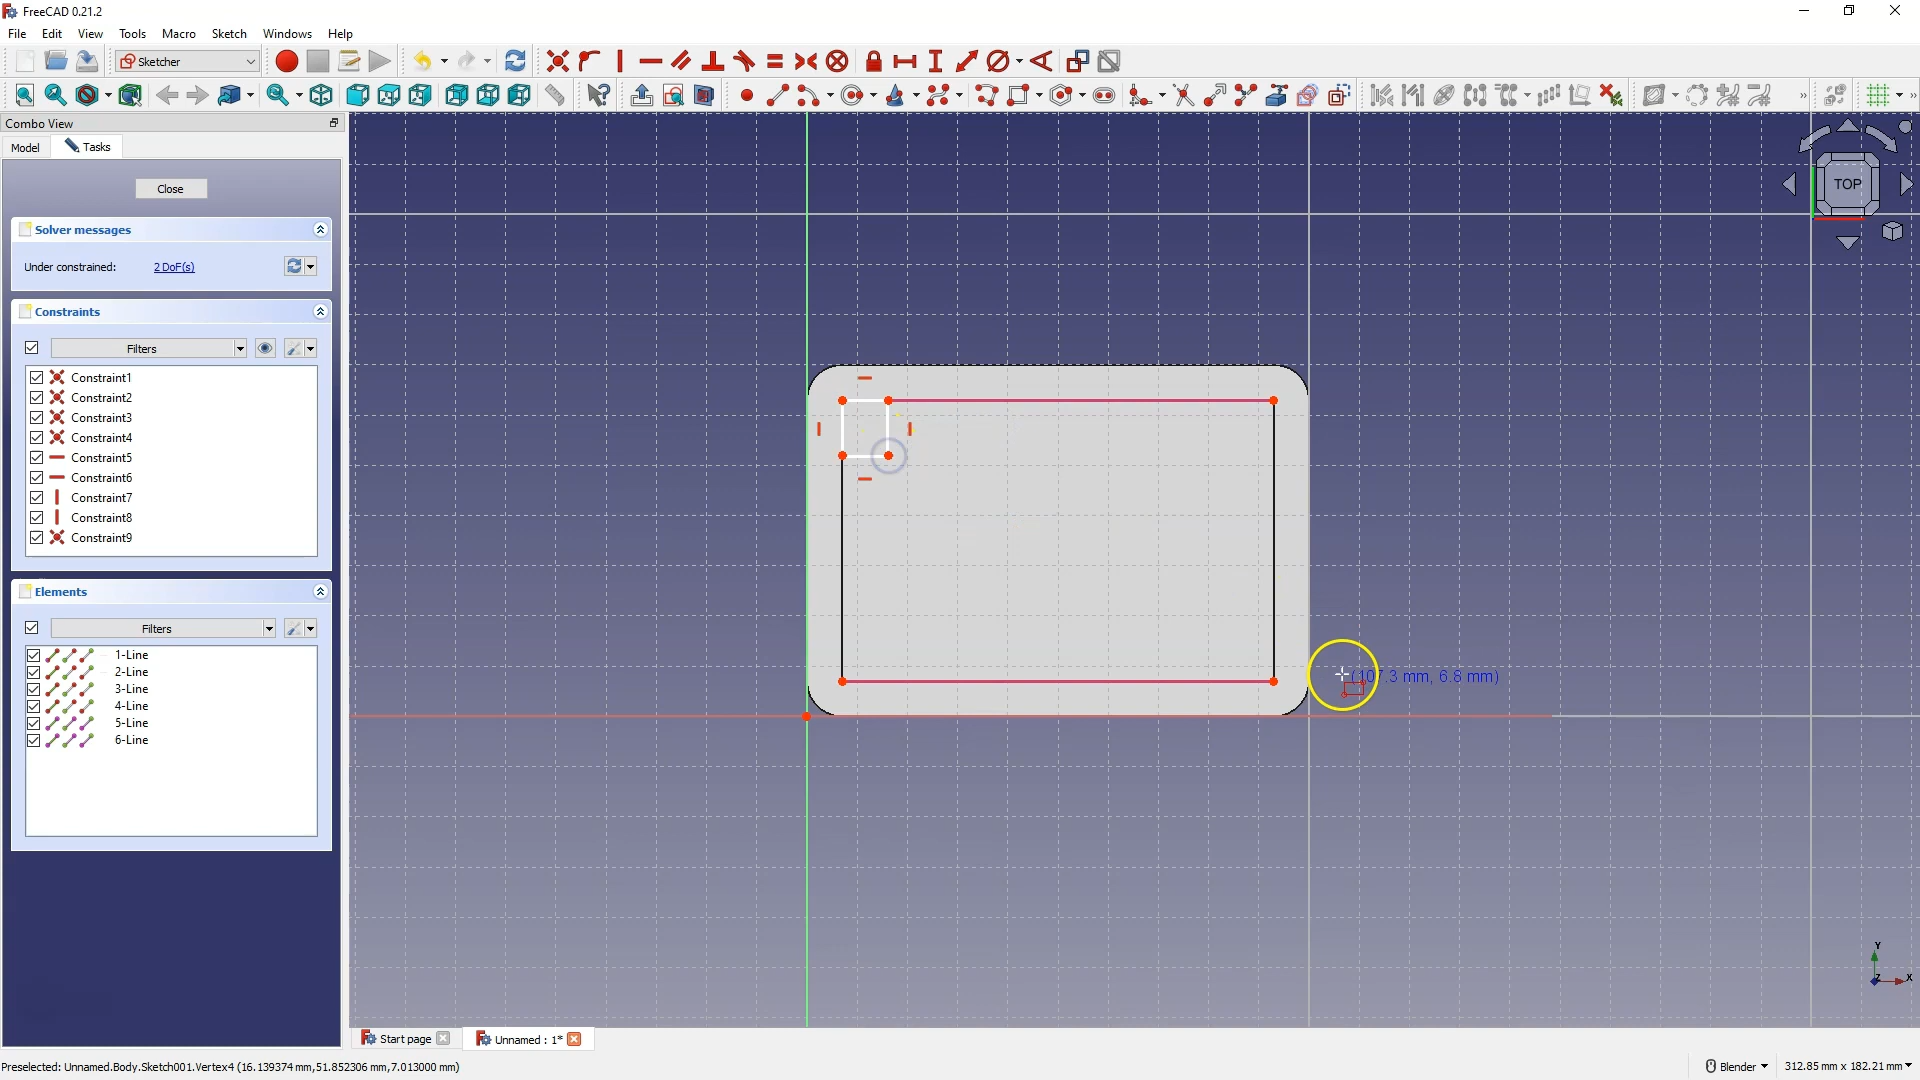 FreeCAD 0.21.2
File Edit View Tools Macro Sketch Windows Help
Sketcher
Combo View
Model Tasks
TOP
Close
Solver messages
Under constrained: 2 DoF(s)
Constraints
Filters
Constraint1
Constraint2
Constraint3
Constraint4
Constraint5
Constraint6
Constraint7
Constraint8
Constraint9
Elements
Filters
1-Line
2-Line
3-Line
4-Line
5-Line
6-Line
(107.3 mm, 6.8 mm)
Y
Z X
Start page Unnamed : 1*
Preselected: Unnamed.Body.Sketch001.Vertex4 (16.139374 mm,51.852306 mm,7.013000 mm) Blender 312.85 mm x 182.21 mm